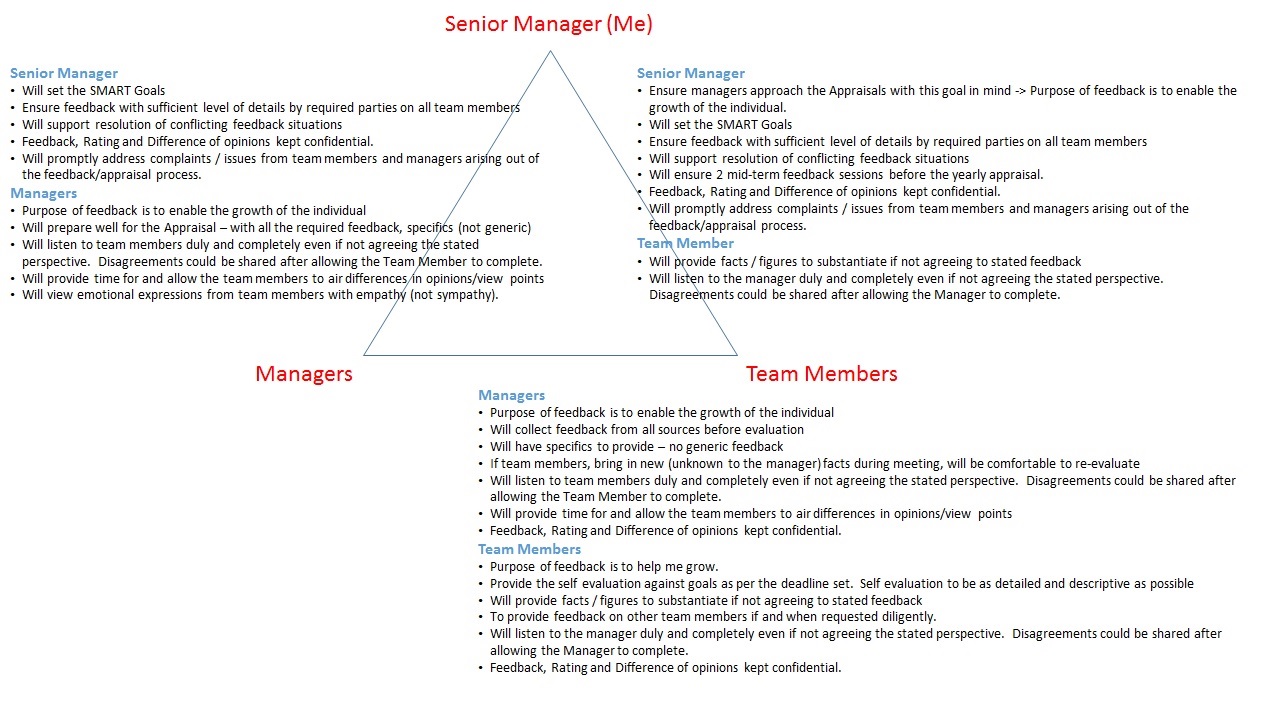 Senior Manager (Me)
Senior Manager
• Will set the SMART Goals
• Ensure feedback with sufficient level of details by required parties on all team members
• Will support resolution of conflicting feedback situations
• Feedback, Rating and Difference of opinions kept confidential.
• Will promptly address complaints / issues from team members and managers arising out of
the feedback/appraisal process.
Managers
• Purpose of feedback is to enable the growth of the individual
• Will prepare well for the Appraisal – with all the required feedback, specifics (not generic)
• Will listen to team members duly and completely even if not agreeing the stated
perspective. Disagreements could be shared after allowing the Team Member to complete.
• Will provide time for and allow the team members to air differences in opinions/view points
• Will view emotional expressions from team members with empathy (not sympathy).
Senior Manager
• Ensure managers approach the Appraisals with this goal in mind -> Purpose of feedback is to enable the
growth of the individual.
• Will set the SMART Goals
• Ensure feedback with sufficient level of details by required parties on all team members
• Will support resolution of conflicting feedback situations
• Will ensure 2 mid-term feedback sessions before the yearly appraisal.
• Feedback, Rating and Difference of opinions kept confidential.
• Will promptly address complaints / issues from team members and managers arising out of the
feedback/appraisal process.
Team Member
• Will provide facts / figures to substantiate if not agreeing to stated feedback
• Will listen to the manager duly and completely even if not agreeing the stated perspective.
Disagreements could be shared after allowing the Manager to complete.
Managers
Team Members
Managers
• Purpose of feedback is to enable the growth of the individual
• Will collect feedback from all sources before evaluation
• Will have specifics to provide – no generic feedback
• If team members, bring in new (unknown to the manager) facts during meeting, will be comfortable to re-evaluate
• Will listen to team members duly and completely even if not agreeing the stated perspective. Disagreements could be shared after
allowing the Team Member to complete.
• Will provide time for and allow the team members to air differences in opinions/view points
• Feedback, Rating and Difference of opinions kept confidential.
Team Members
• Purpose of feedback is to help me grow.
• Provide the self evaluation against goals as per the deadline set. Self evaluation to be as detailed and descriptive as possible
• Will provide facts / figures to substantiate if not agreeing to stated feedback
• To provide feedback on other team members if and when requested diligently.
• Will listen to the manager duly and completely even if not agreeing the stated perspective. Disagreements could be shared after
allowing the Manager to complete.
• Feedback, Rating and Difference of opinions kept confidential.